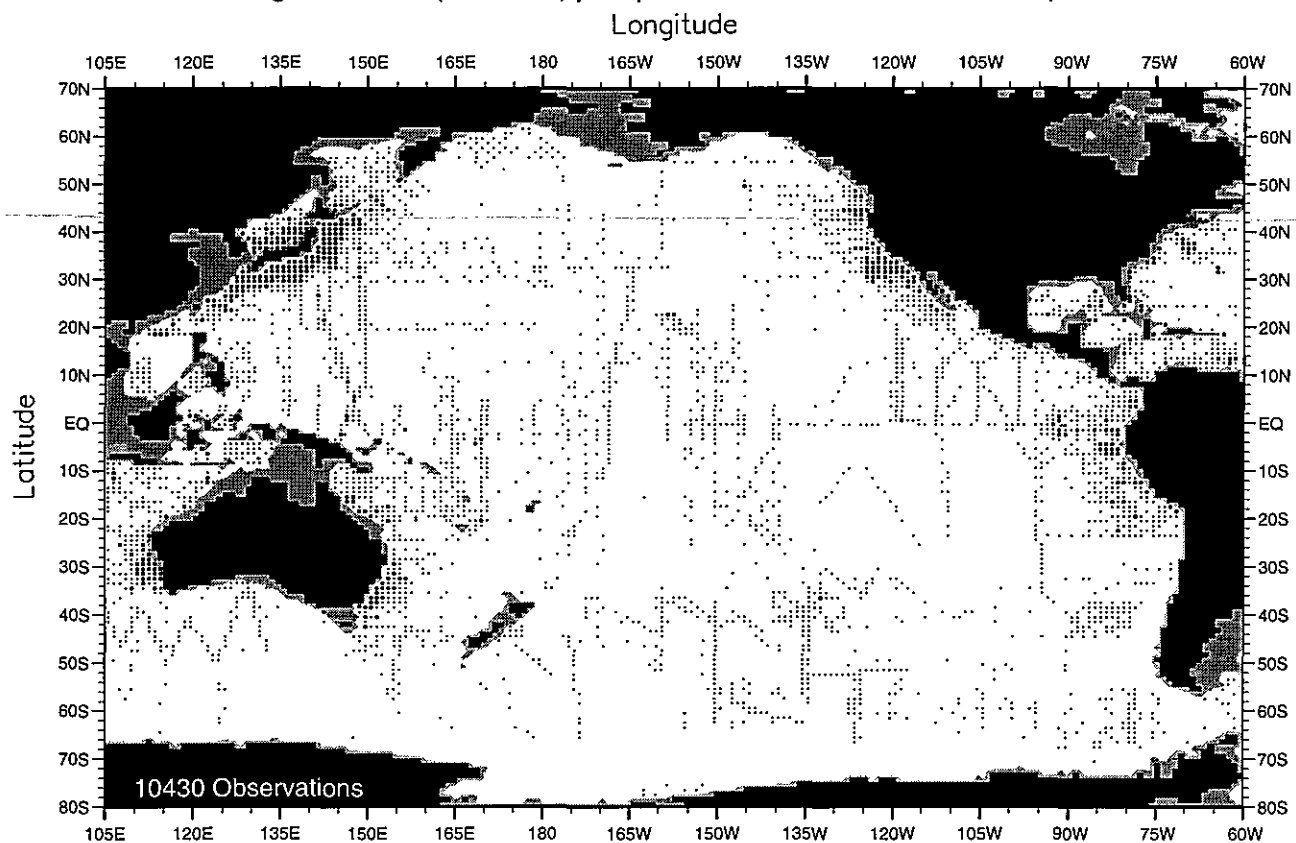 Longitude
105E 120E 135E 150E 165E 180 165W 150W 135W 120W 105W 90W 75W 60W
70N 70N
60N 60N
50N 50N
40N 40N
30N 30N
20N 20N
10N 10N
EQ EQ
10S 10S
20S 20S
30S 30S
40S 40S
50S 50S
60S 60S
70S 70S
80S 80S
Latitude
10430 Observations
105E 120E 135E 150E 165E 180 165W 150W 135W 120W 105W 90W 75W 60W